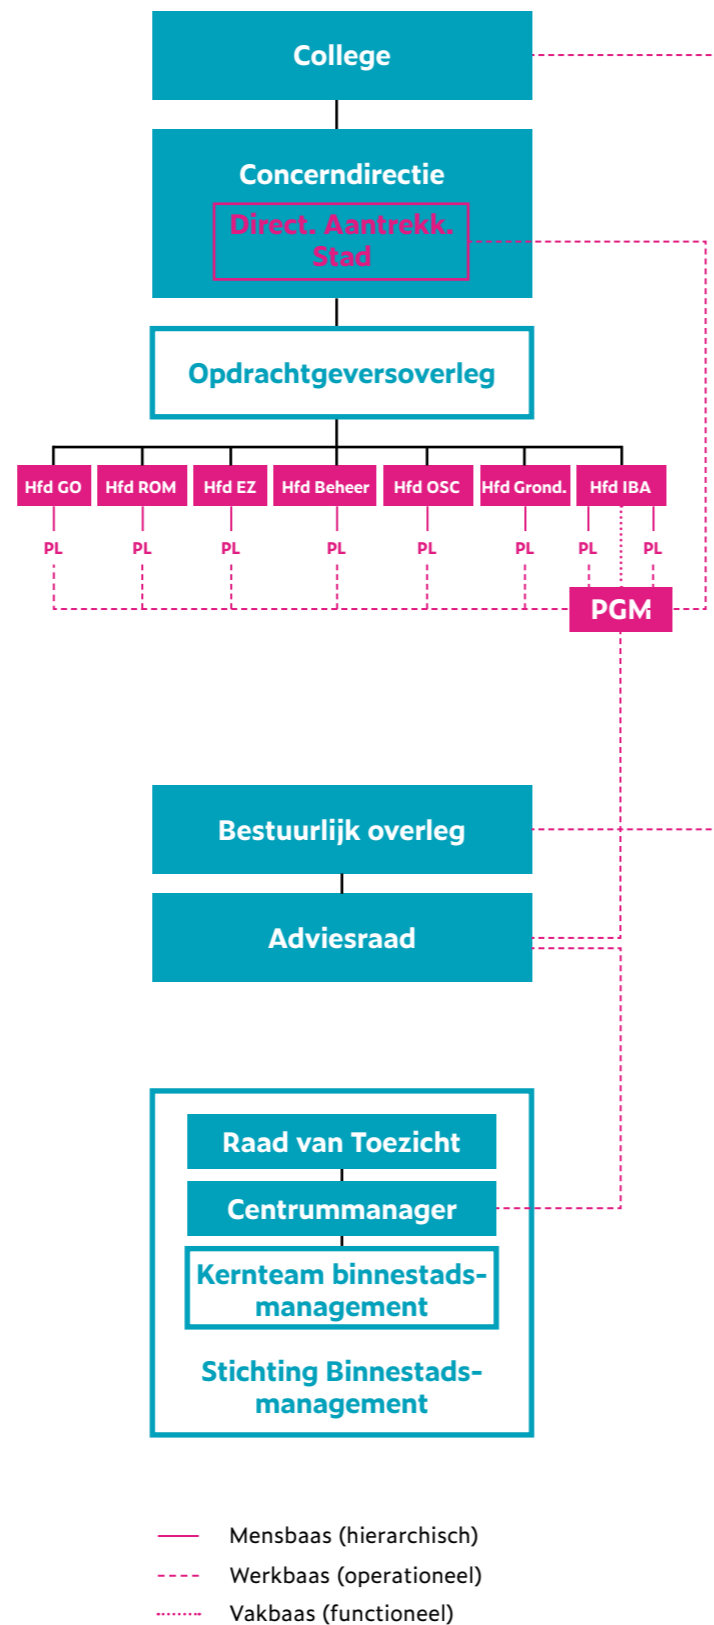 College
Concerndirectie
Direct. Aantrekk.
Stad
Opdrachtgeversoverleg
Hfd GO Hfd ROM Hfd EZ Hfd Beheer Hfd OSC Hfd Grond. Hfd IBA
PL PL PL PL PL PL PL PL
PGM
Bestuurlijk overleg
Adviesraad
Raad van Toezicht
Centrummanager
Kernteam binnestads-
management
Stichting Binnestads-
management
Mensbaas (hierarchisch)
Werkbaas (operationeel)
Vakbaas (functioneel)